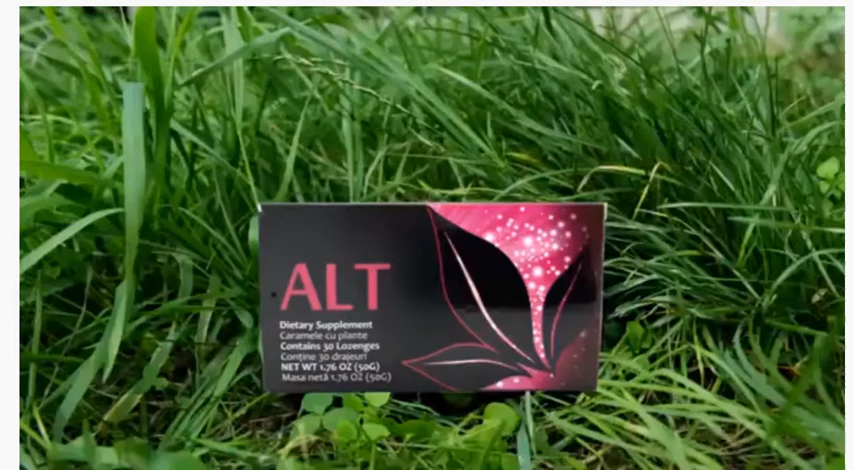 ALT
Dietary Supplement
Caramele cu plante
Contains 30 Lozenges
Conține 30 drajeuri
NET WT 1.76 OZ (50G)
Masa netă 1.76 OZ (50G)